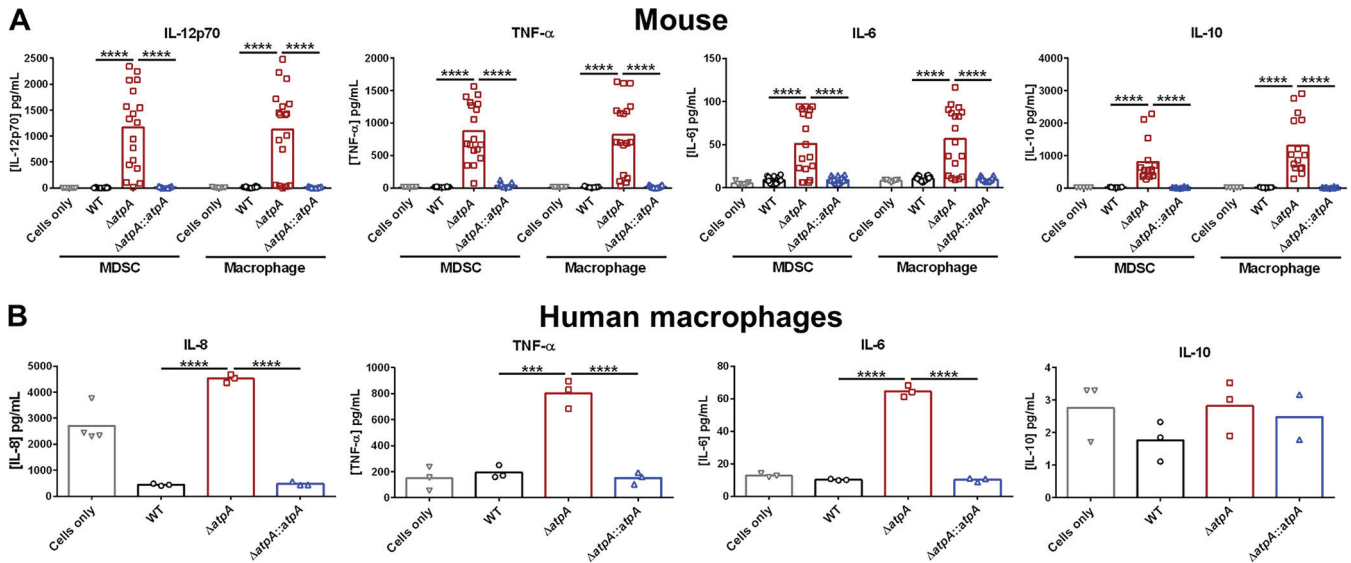 A
Mouse
IL-12p70
[IL-12p70] pg/mL
2500
2000
1500
1000
500
0
**** ****
**** ****
Cells only
WT
ΔatpA
ΔatpA::atpA
Cells only
WT
ΔatpA
ΔatpA::atpA
MDSC
Macrophage
TNF-α
[TNF-α] pg/mL
2000
1500
1000
500
0
**** ****
**** ****
Cells only
WT
ΔatpA
ΔatpA::atpA
Cells only
WT
ΔatpA
ΔatpA::atpA
MDSC
Macrophage
IL-6
[IL-6] pg/mL
150
100
50
0
**** ****
**** ****
Cells only
WT
ΔatpA
ΔatpA::atpA
Cells only
WT
ΔatpA
ΔatpA::atpA
MDSC
Macrophage
IL-10
[IL-10 pg/mL]
4000
3000
2000
1000
0
**** ****
**** ****
Cells only
WT
ΔatpA
ΔatpA::atpA
Cells only
WT
ΔatpA
ΔatpA::atpA
MDSC
Macrophage
B
Human macrophages
IL-8
[IL-8] pg/mL
5000
4000
3000
2000
1000
0
**** ****
Cells only
WT
ΔatpA
ΔatpA::atpA
TNF-α
[TNF-α] pg/mL
1000
800
600
400
200
0
*** ****
Cells only
WT
ΔatpA
ΔatpA::atpA
IL-6
[IL-6] pg/mL
80
60
40
20
0
**** ****
Cells only
WT
ΔatpA
ΔatpA::atpA
IL-10
[IL-10] pg/mL
4
3
2
1
0
Cells only
WT
ΔatpA
ΔatpA::atpA